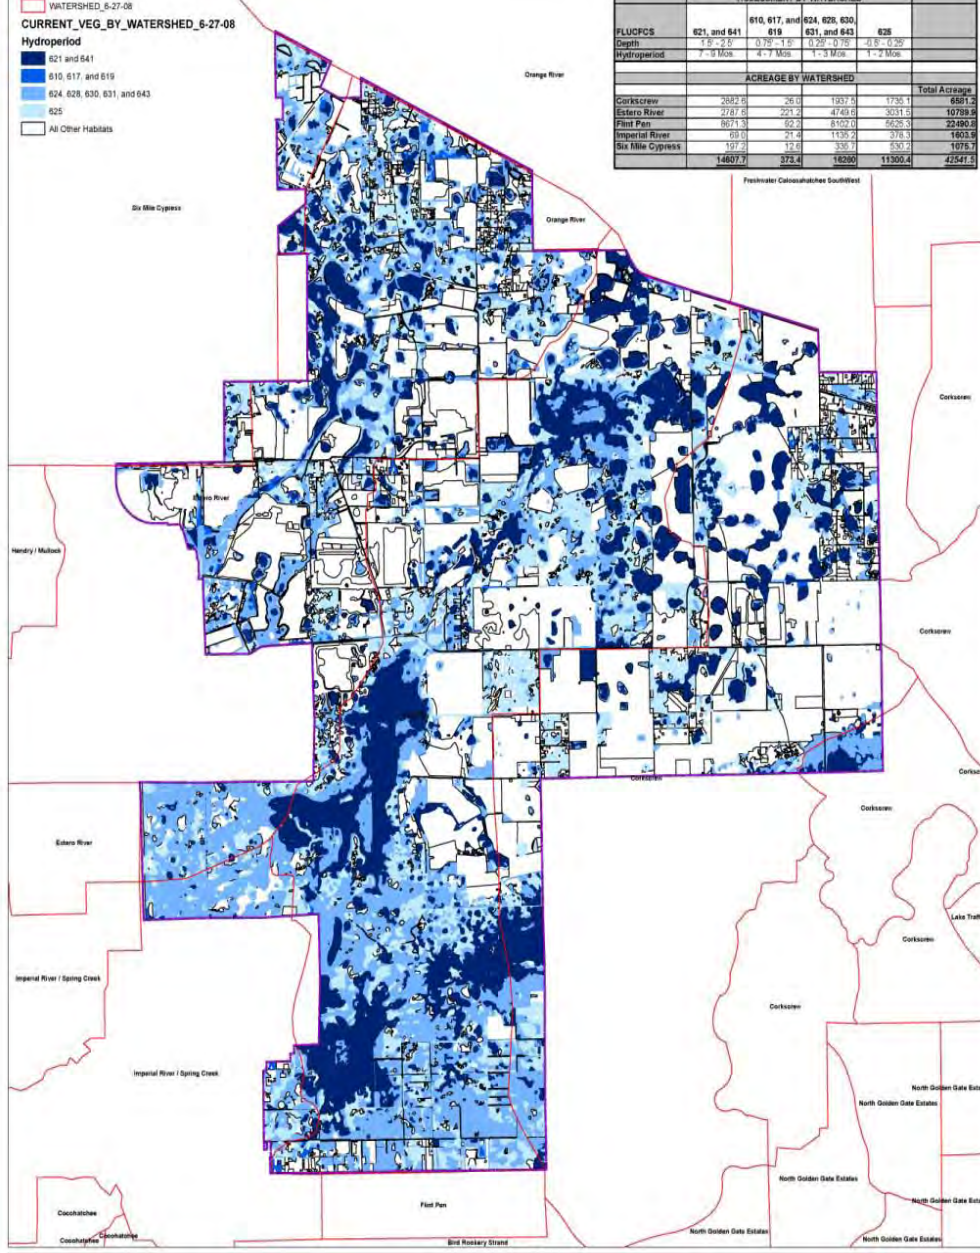 WATERSHED_6-27-08
CURRENT_VEG_BY_WATERSHED_6-27-08
Hydroperiod
621 and 641
610, 617, and 619
624, 628, 630, 631, and 643
625
All Other Habitats
FLUCFCS 621, and 641 610, 617, and 619 624, 628, 630, 631, and 643 625
Depth 1.5' - 2.5' 0.75' - 1.5' 0.25' - 0.75' -0.5' - 0.25'
Hydroperiod 7 - 9 Mos. 4 - 7 Mos. 1 - 3 Mos. 1 - 2 Mos.
ACREAGE BY WATERSHED
Total Acreage
Corkscrew 2882.6 26.0 1937.5 1735.1 6581.2
Estero River 2787.6 221.2 4749.6 3031.5 10789.9
Flint Pen 8671.3 92.2 8102.0 5625.3 22490.8
Imperial River 69.0 21.4 1135.2 378.3 1603.9
Six Mile Cypress 197.2 12.6 335.7 530.2 1075.7
14607.7 373.4 16260 11300.4 42541.5
Orange River
Freshwater Caloosahatchee SouthWest
Six Mile Cypress
Orange River
Corkscrew
Estero River
Hendry / Mullock
Corkscrew
Corkscrew
Corkscrew
Estero River
Corkscrew
Imperial River / Spring Creek
Corkscrew
Imperial River / Spring Creek
North Golden Gate
North Golden Gate Estates
North Golden Gate Estates
North Golden Gate
Flint Pen
Cocohatchee
Cocohatchee
Cocohatchee
North Golden Gate Estates
North Golden Gate Estates
Bird Rookery Strand